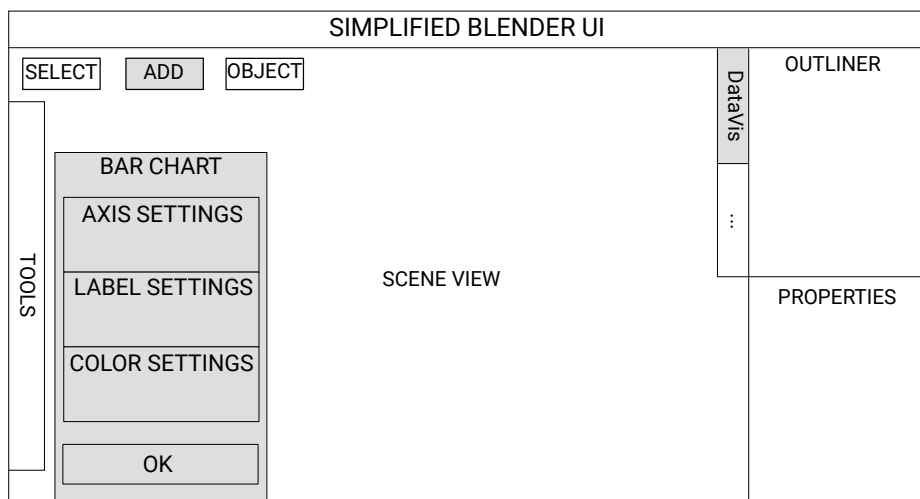 SIMPLIFIED BLENDER UI
SELECT
ADD
OBJECT
DataVis
OUTLINER
BAR CHART
AXIS SETTINGS
...
TOOLS
LABEL SETTINGS
SCENE VIEW
PROPERTIES
COLOR SETTINGS
OK